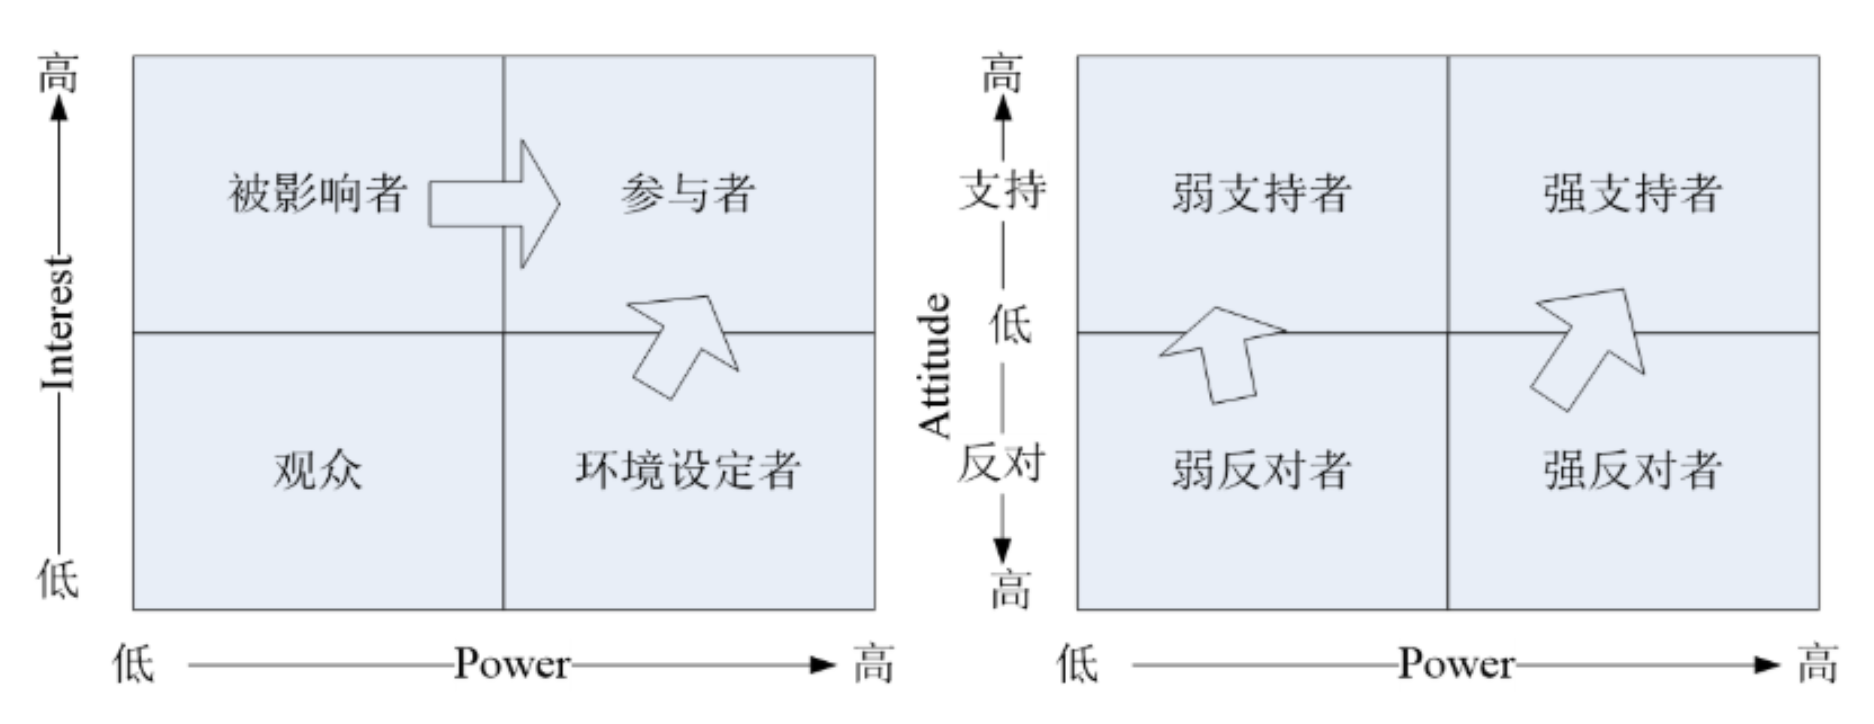 高
被影响者
参与者
Interest
观众
环境设定者
低
低
Power
高
高
支持
弱支持者
强支持者
低
Attitude
反对
弱反对者
强反对者
高
低
Power
高